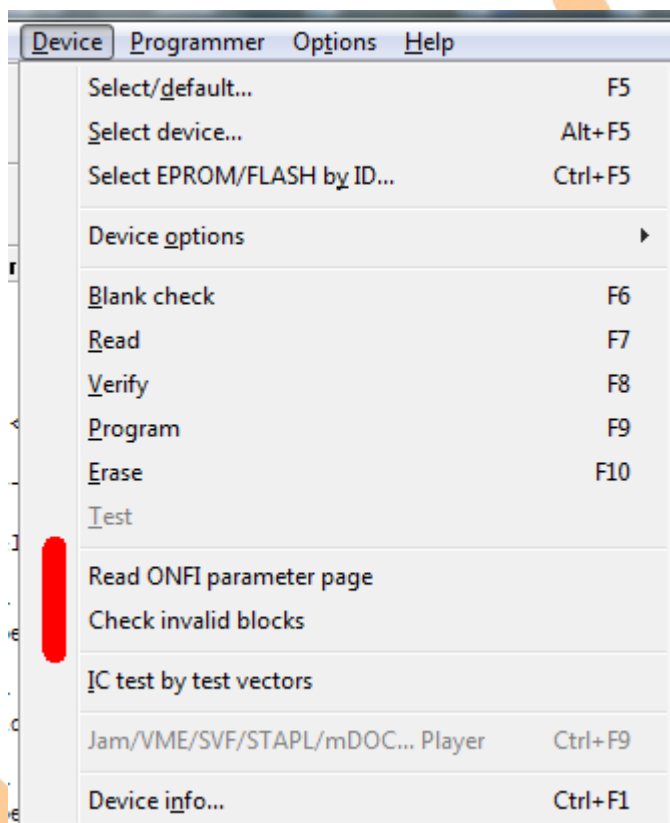 Device Programmer Options Help
Select/default... F5
Select device... Alt+F5
Select EPROM/FLASH by ID... Ctrl+F5
Device options
Blank check F6
Read F7
Verify F8
Program F9
Erase F10
Test
Read ONFI parameter page
Check invalid blocks
IC test by test vectors
Jam/VME/SVF/STAPL/mDOC... Player Ctrl+F9
Device info... Ctrl+F1